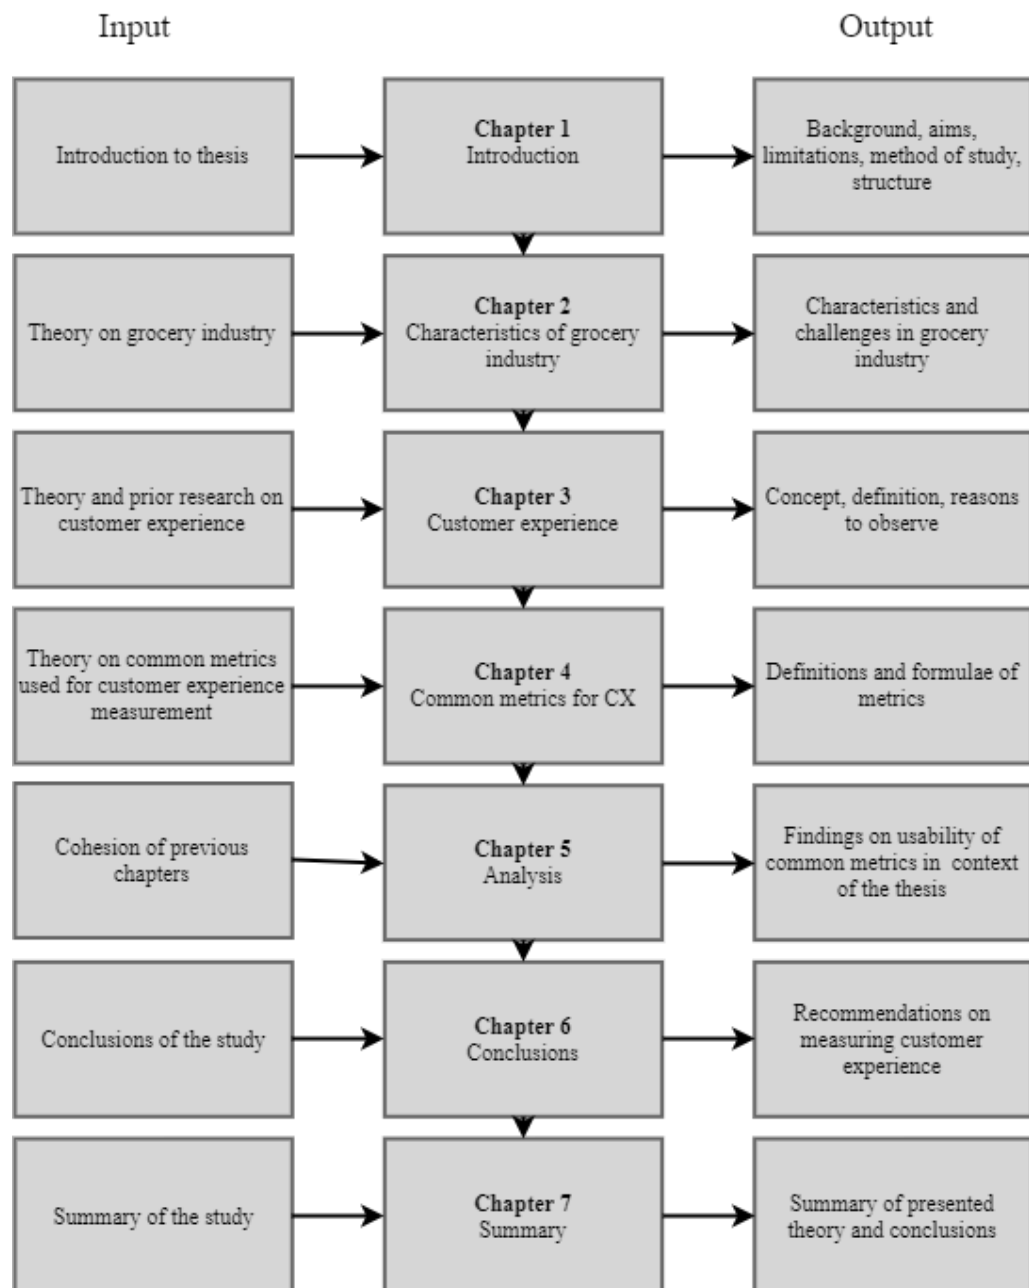 Input
Output
Introduction to thesis
Chapter 1
Introduction
Background, aims,
limitations, method of study,
structure
Theory on grocery industry
Chapter 2
Characteristics of grocery
industry
Characteristics and
challenges in grocery
industry
Theory and prior research on
customer experience
Chapter 3
Customer experience
Concept, definition, reasons
to observe
Theory on common metrics
used for customer experience
measurement
Chapter 4
Common metrics for CX
Definitions and formulae of
metrics
Cohesion of previous
chapters
Chapter 5
Analysis
Findings on usability of
common metrics in context
of the thesis
Conclusions of the study
Chapter 6
Conclusions
Recommendations on
measuring customer
experience
Summary of the study
Chapter 7
Summary
Summary of presented
theory and conclusions